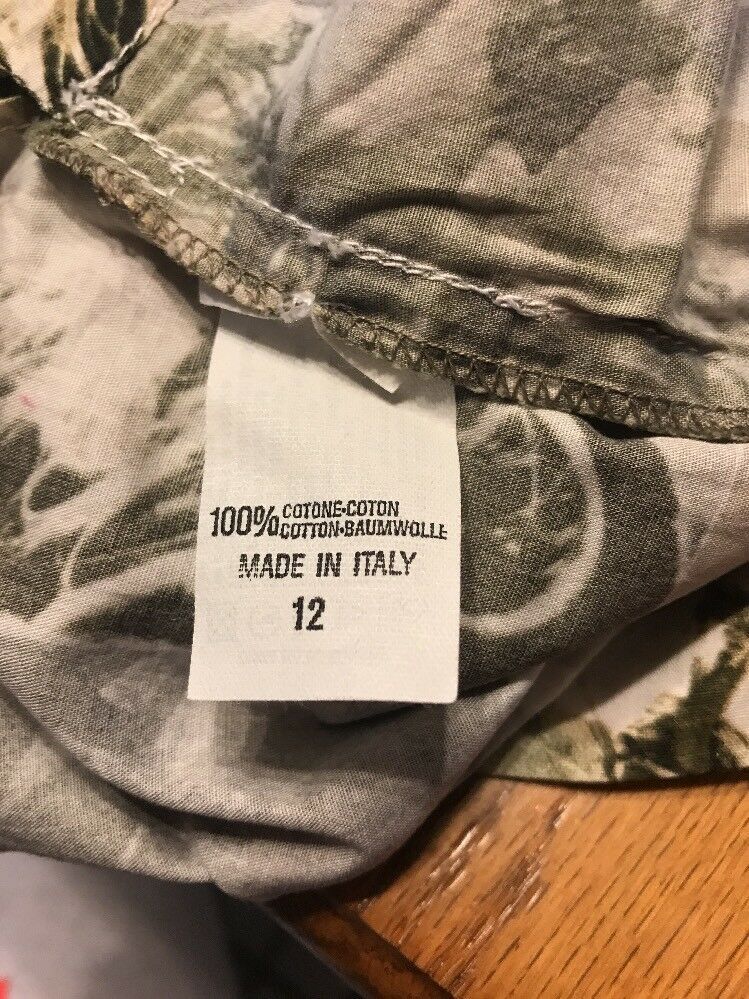 100% COTONE·COTON
COTTON·BAUMWOLLE
MADE IN ITALY
12